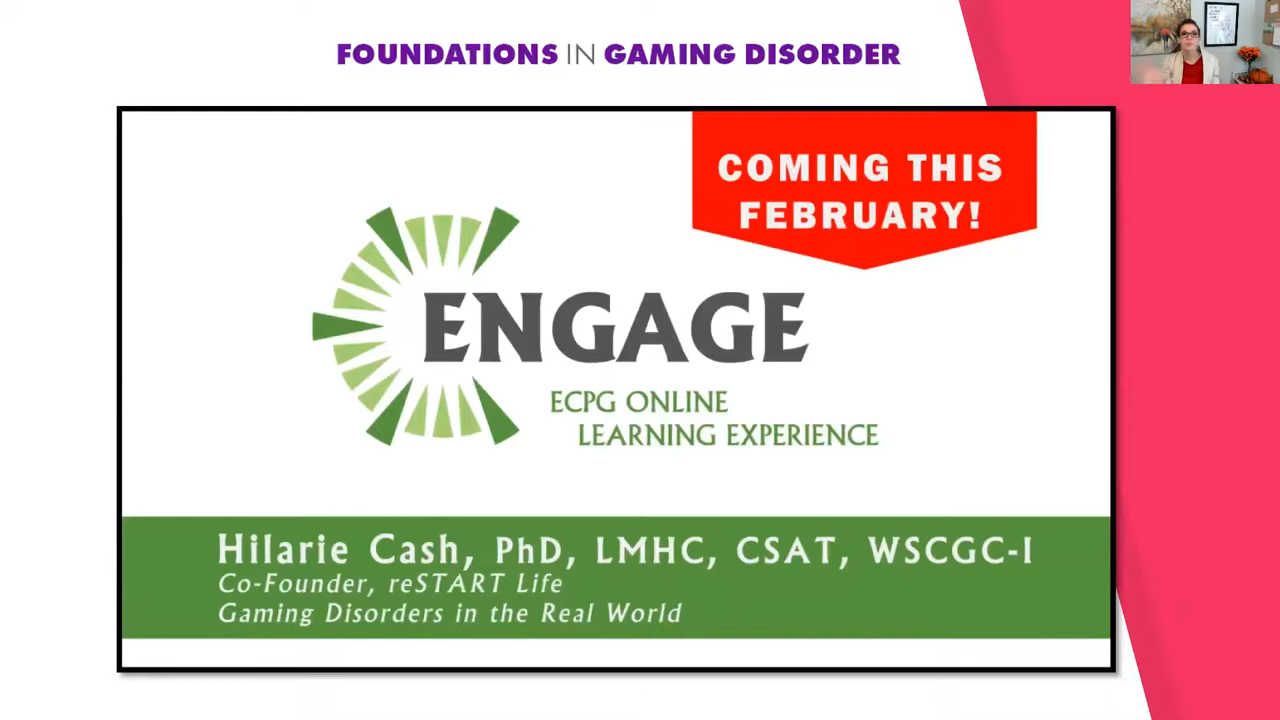 FOUNDATIONS IN GAMING DISORDER
COMING THIS
FEBRUARY!
ENGAGE
ECPG ONLINE
LEARNING EXPERIENCE
Hilarie Cash, PhD, LMHC, CSAT, WSCGC-I
Co-Founder, reSTART Life
Gaming Disorders in the Real World